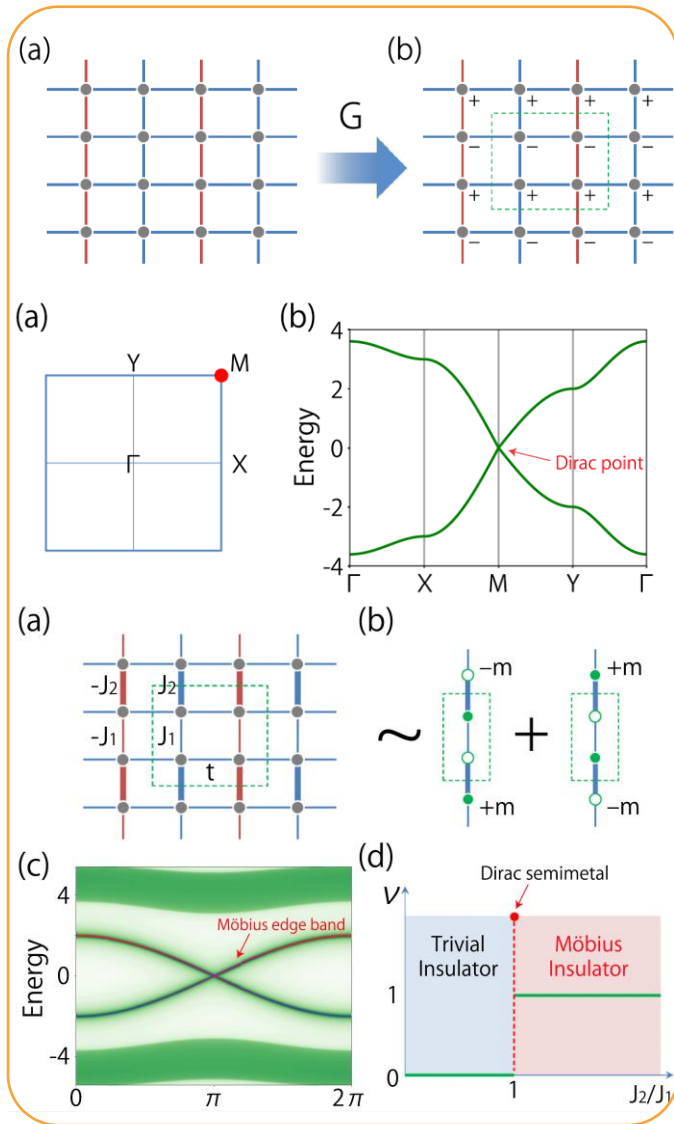 (a) (b)
G
+ + + +
− − − −
+ + + +
− − − −
(a) (b)
Y M
Γ X
Energy
4
2
0
-2
-4
Dirac point
Γ X M Y Γ
(a) (b)
-J2 J2
-J1 J1
t
~ + 
-m +m
+m -m
(c) (d)
Energy
4
0
-4
Möbius edge band
0 π 2π
Dirac semimetal
ν
Trivial Möbius
Insulator Insulator
1
0
1 J2/J1